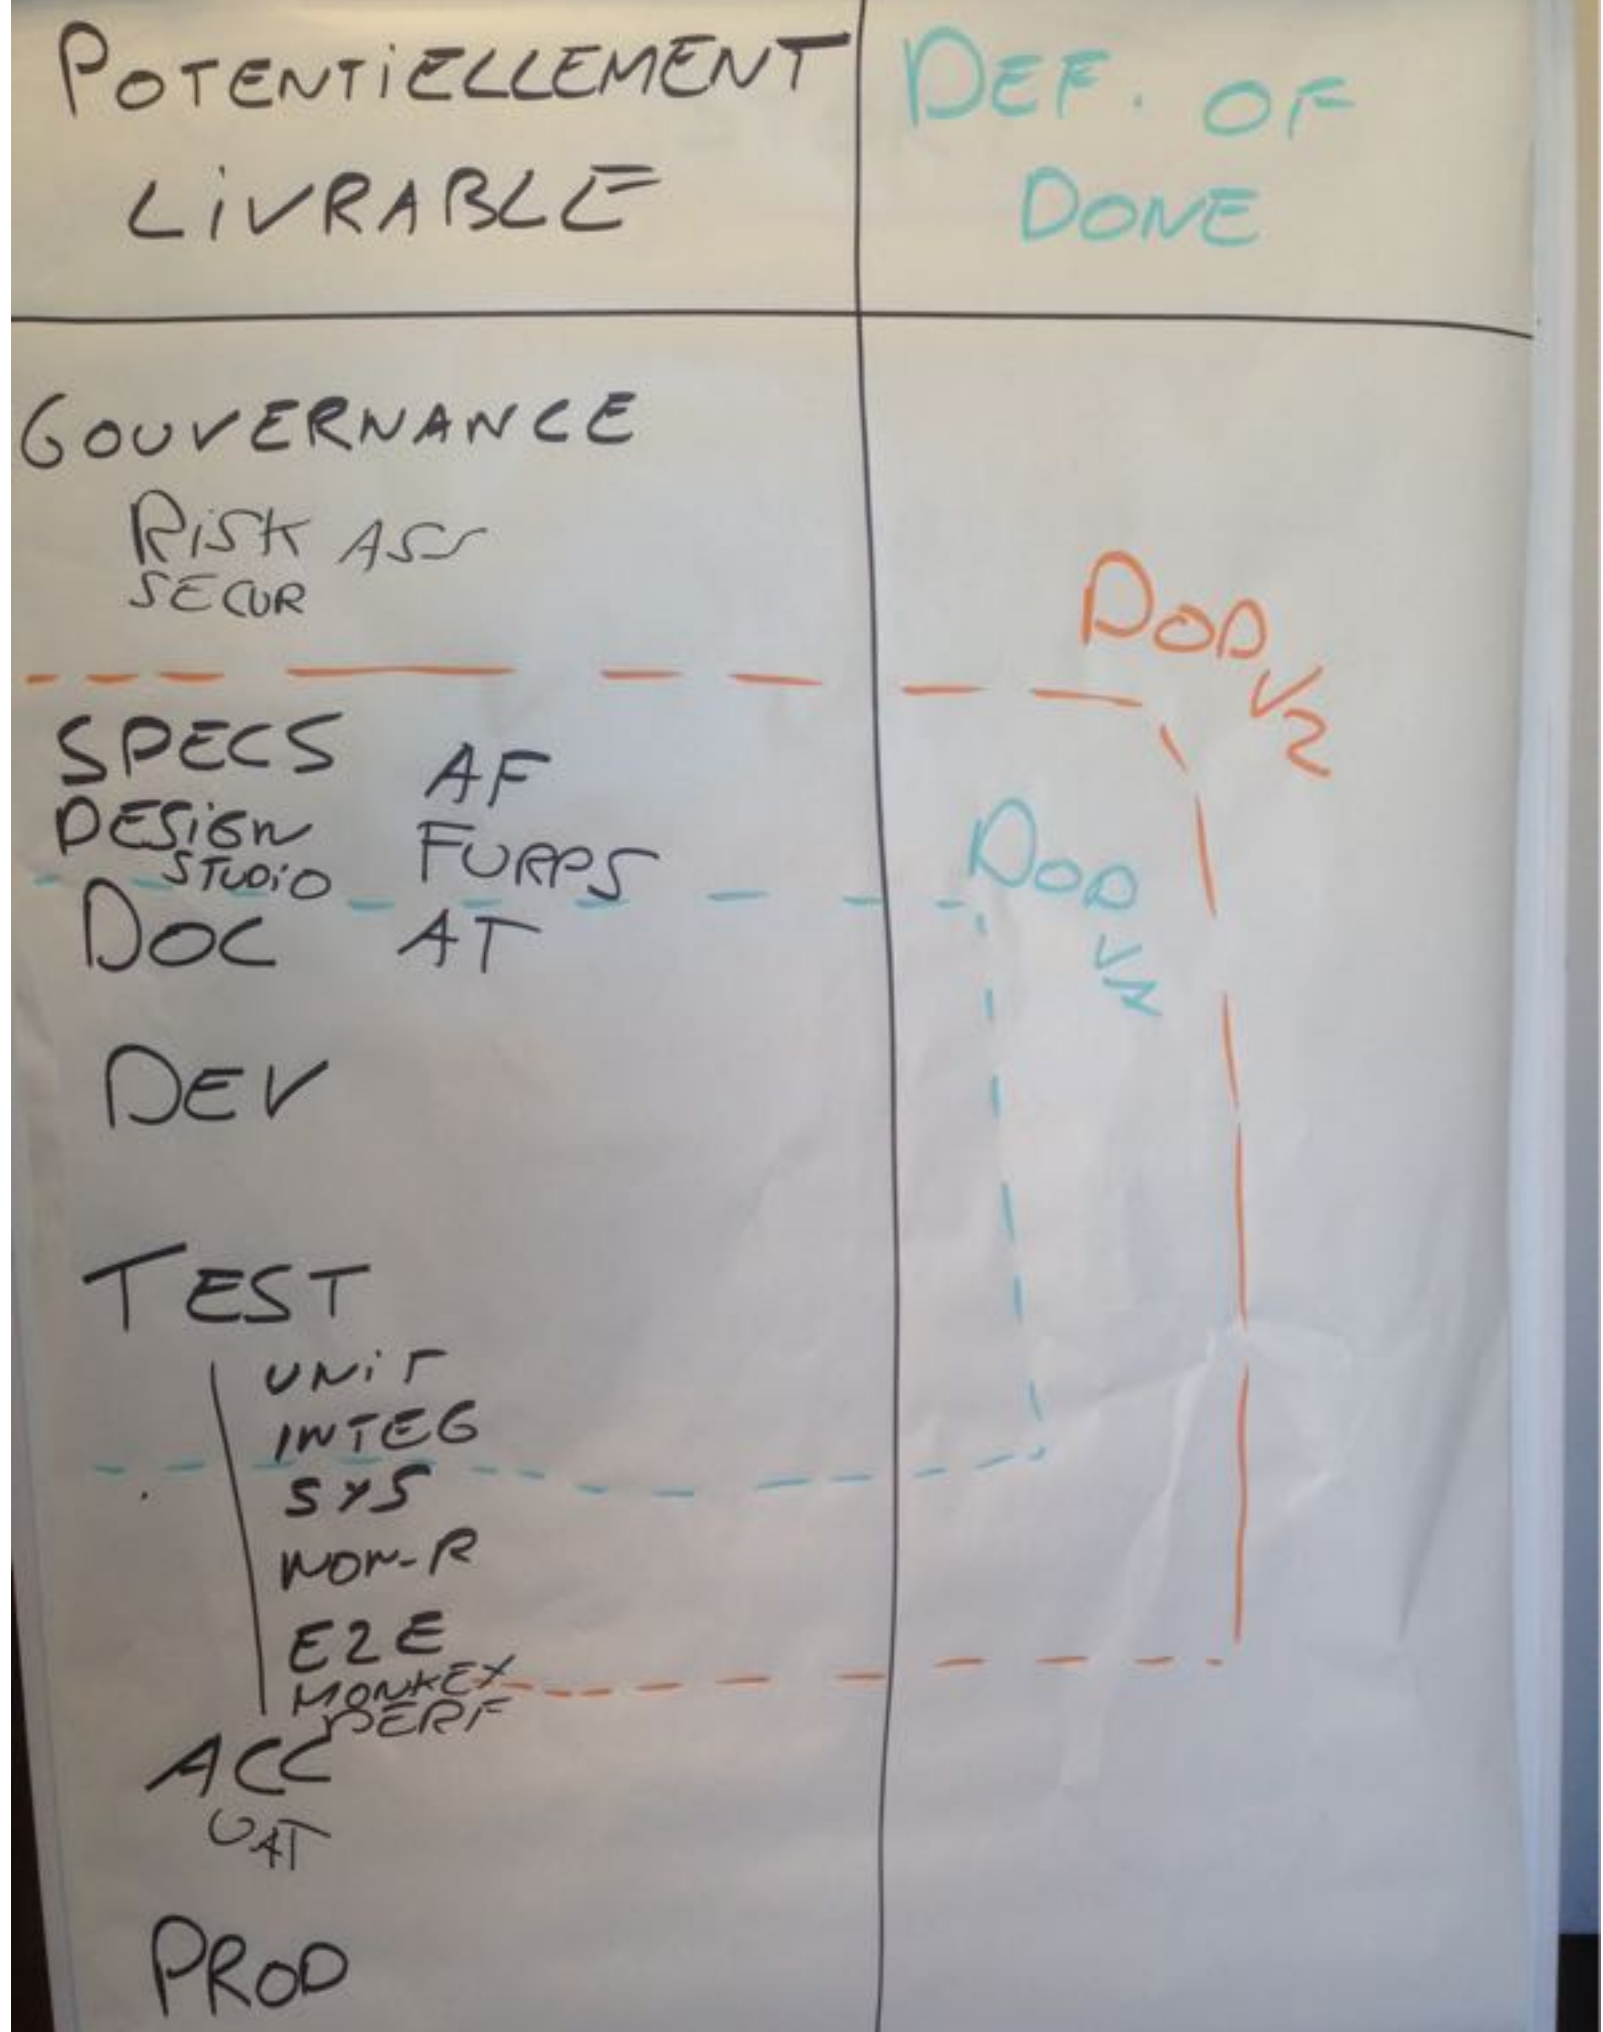 POTENTiELLEMENT
LiVRABLE
DEF. OF
DONE
GOUVERNANCE
RiSK ASS
SECUR
DOD
V2
SPECS AF
DESiGN FURPS
STUDiO
DOC AT
DOD
V1
DEV
TEST
UNiT
INTEG
SYS
NON-R
E2E
MONKEY
PERF
ACC
UAT
PROD